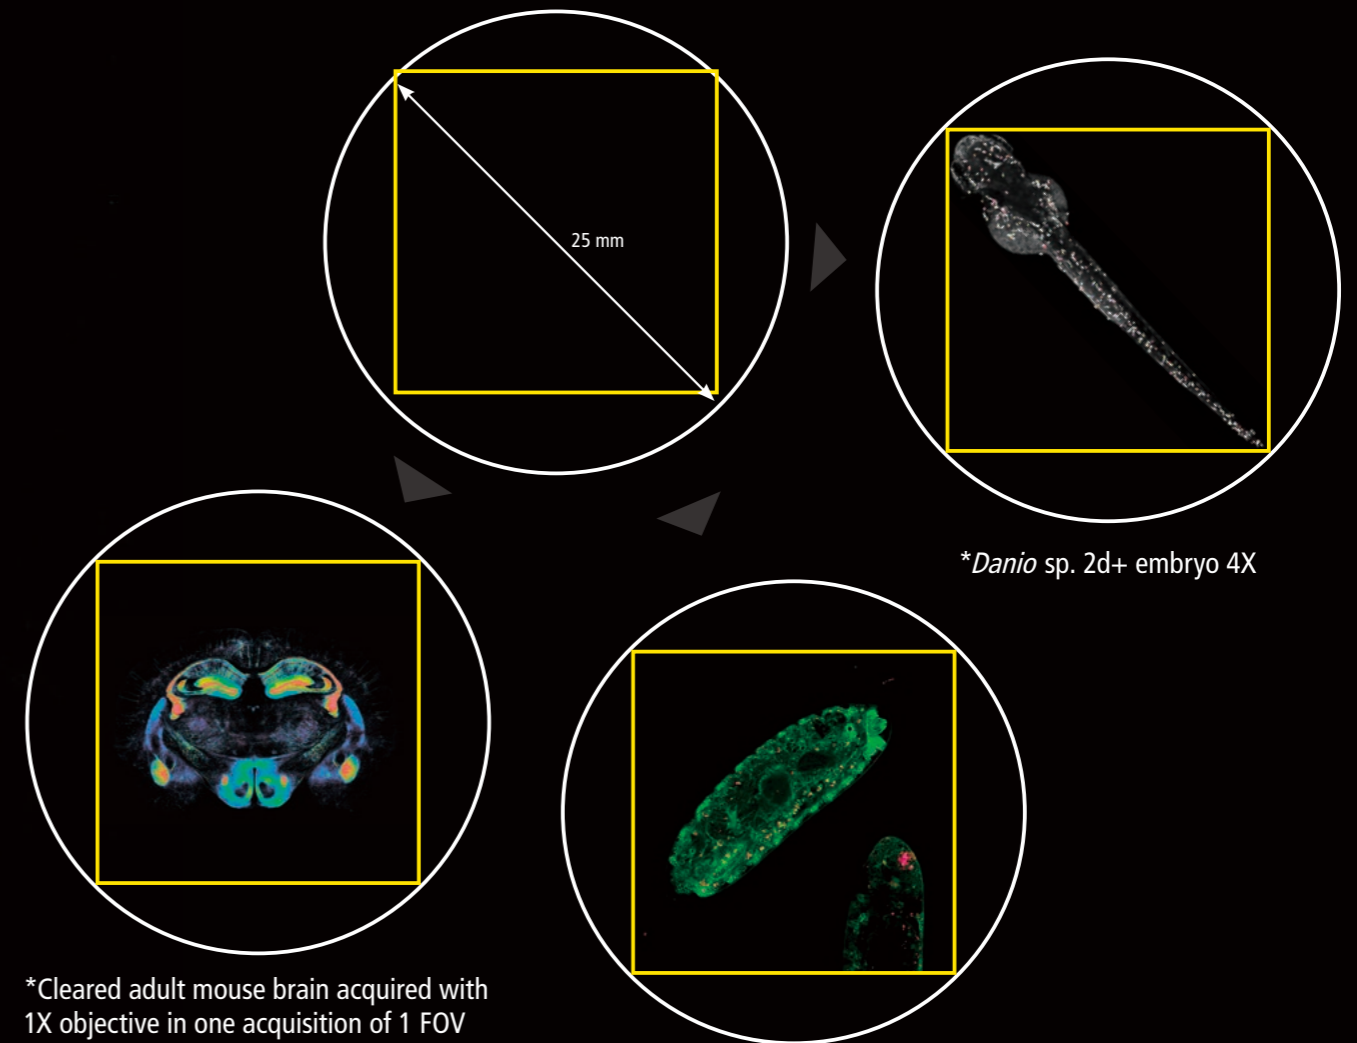 25 mm
*Danio sp. 2d+ embryo 4X
*Cleared adult mouse brain acquired with
1X objective in one acquisition of 1 FOV